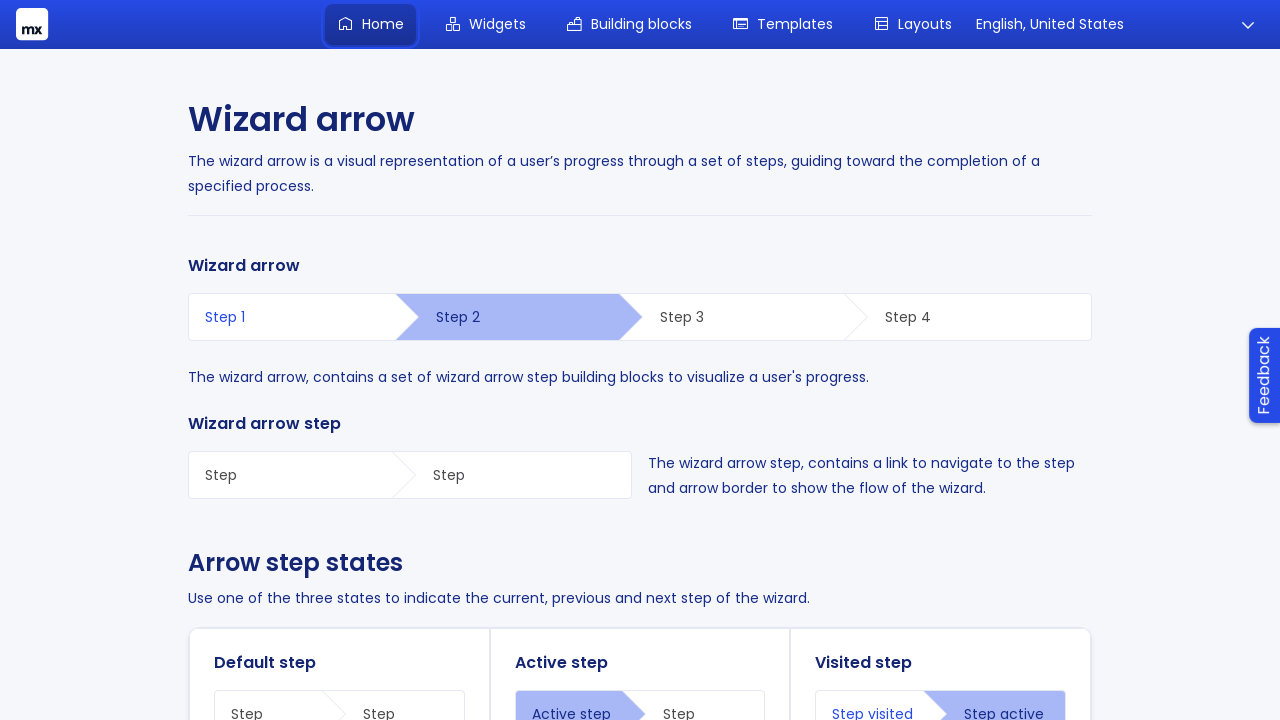 mx
Home
Widgets
Building blocks
Templates
Layouts
English, United States
Wizard arrow
The wizard arrow is a visual representation of a user’s progress through a set of steps, guiding toward the completion of a
specified process.
Wizard arrow
Step 1
Step 2
Step 3
Step 4
The wizard arrow, contains a set of wizard arrow step building blocks to visualize a user's progress.
Feedback
Wizard arrow step
Step
Step
The wizard arrow step, contains a link to navigate to the step
and arrow border to show the flow of the wizard.
Arrow step states
Use one of the three states to indicate the current, previous and next step of the wizard.
Default step
Active step
Visited step
Step
Step
Active step
Step
Step visited
Step active